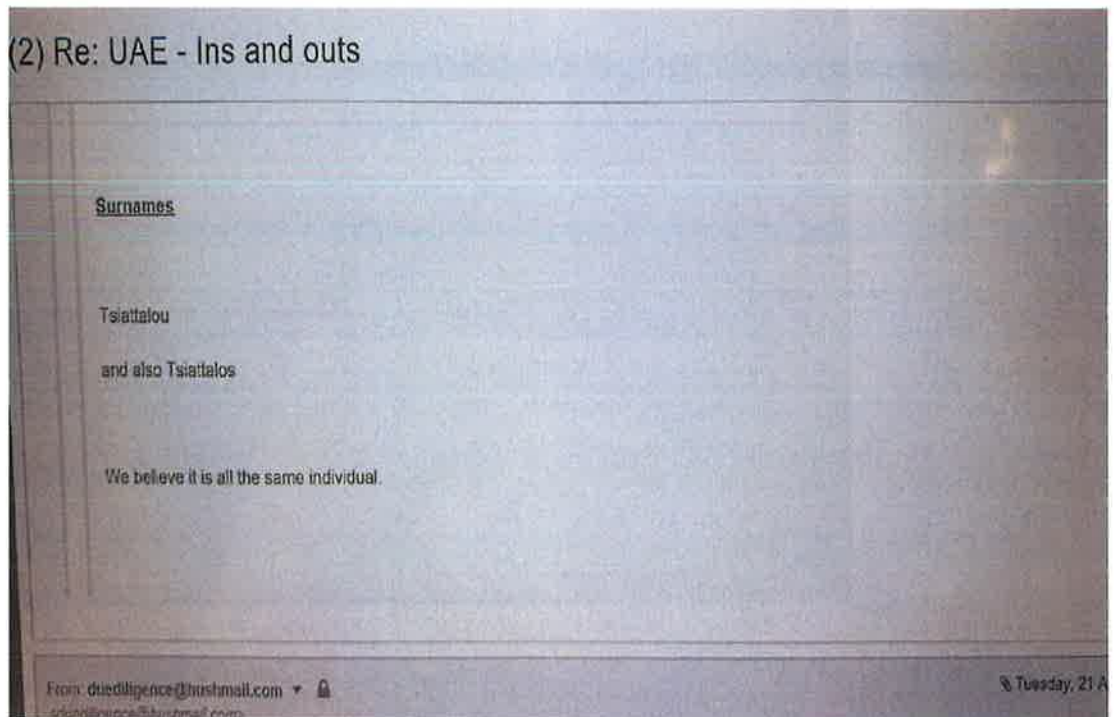 (2) Re: UAE - Ins and outs
Surnames
Tsiattalou
and also Tsiattalos
We believe it is all the same individual.
From: duediligence@hushmail.com
Tuesday, 21 A